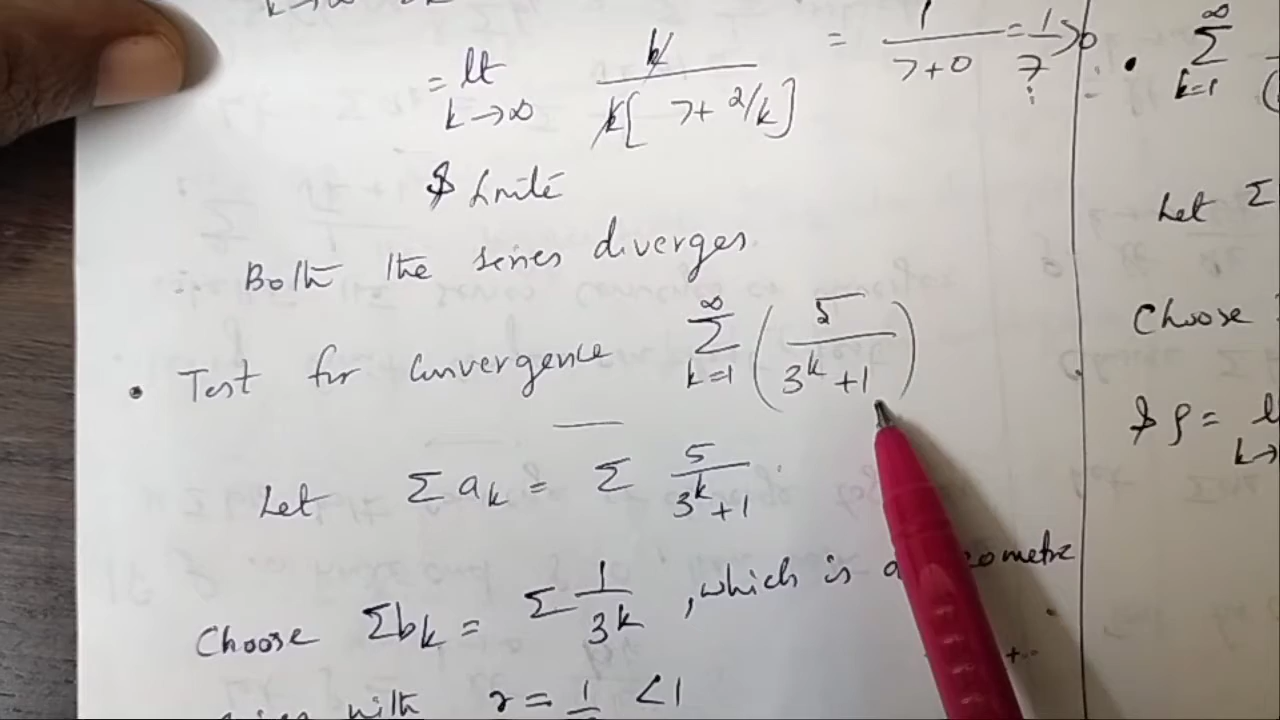 k→∞
= lt k→∞ k / k[7+2/k] = 1/(7+0) = 1/7 > 0
& finite
∴ Both the series diverges.
• Test for convergence ∞ Σ k=1 ( 5 / 3^k + 1 )
Let Σ a_k = Σ 5 / 3^k + 1
Choose Σ b_k = Σ 1 / 3^k , which is a
with r = 1/ < 1
• ∞ Σ k=1
Let Σ
Choose
& ρ = l
k→